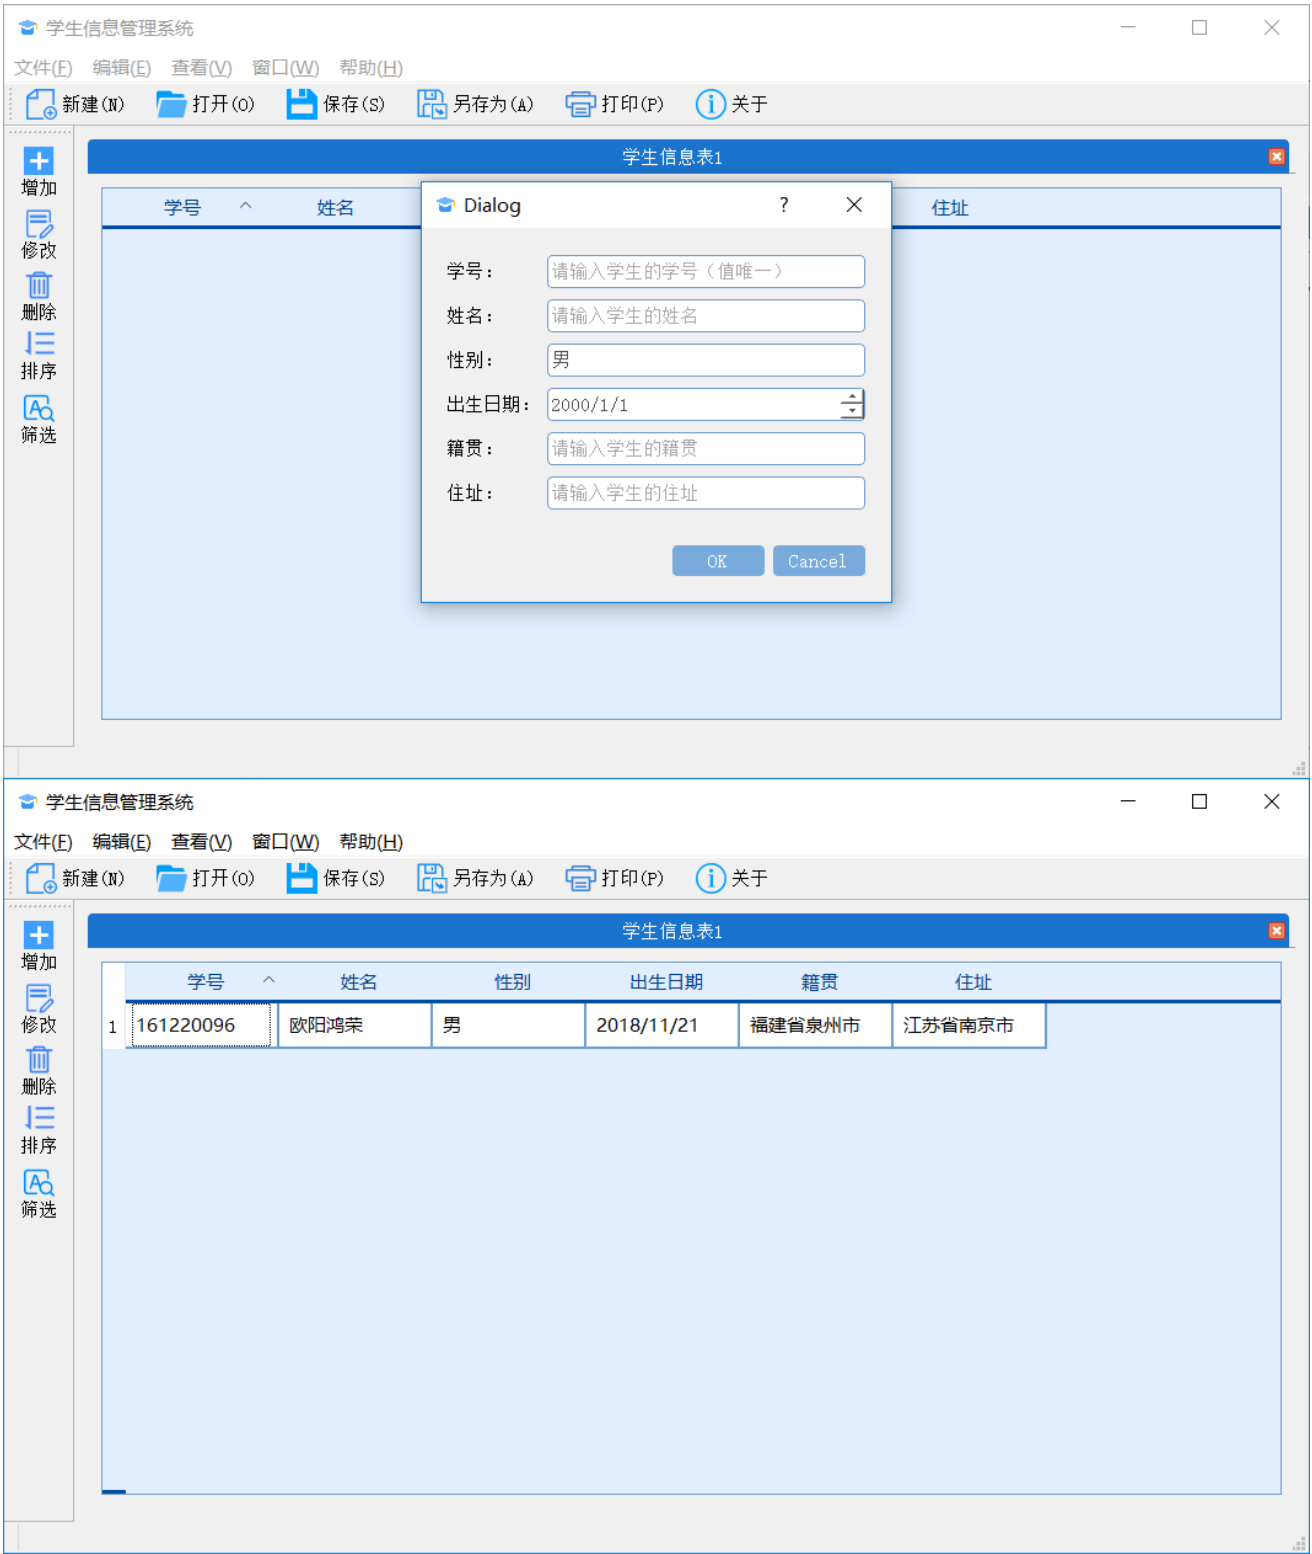 学生信息管理系统
文件(F) 编辑(E) 查看(V) 窗口(W) 帮助(H)
新建(N) 打开(O) 保存(S) 另存为(A) 打印(P) 关于
学生信息表1
增加
修改
删除
排序
筛选
学号 姓名 住址
Dialog ?
学号： 请输入学生的学号（值唯一）
姓名： 请输入学生的姓名
性别： 男
出生日期： 2000/1/1
籍贯： 请输入学生的籍贯
住址： 请输入学生的住址
OK Cancel
学生信息管理系统
文件(F) 编辑(E) 查看(V) 窗口(W) 帮助(H)
新建(N) 打开(O) 保存(S) 另存为(A) 打印(P) 关于
学生信息表1
增加
修改
删除
排序
筛选
学号 姓名 性别 出生日期 籍贯 住址
1 161220096 欧阳鸿荣 男 2018/11/21 福建省泉州市 江苏省南京市